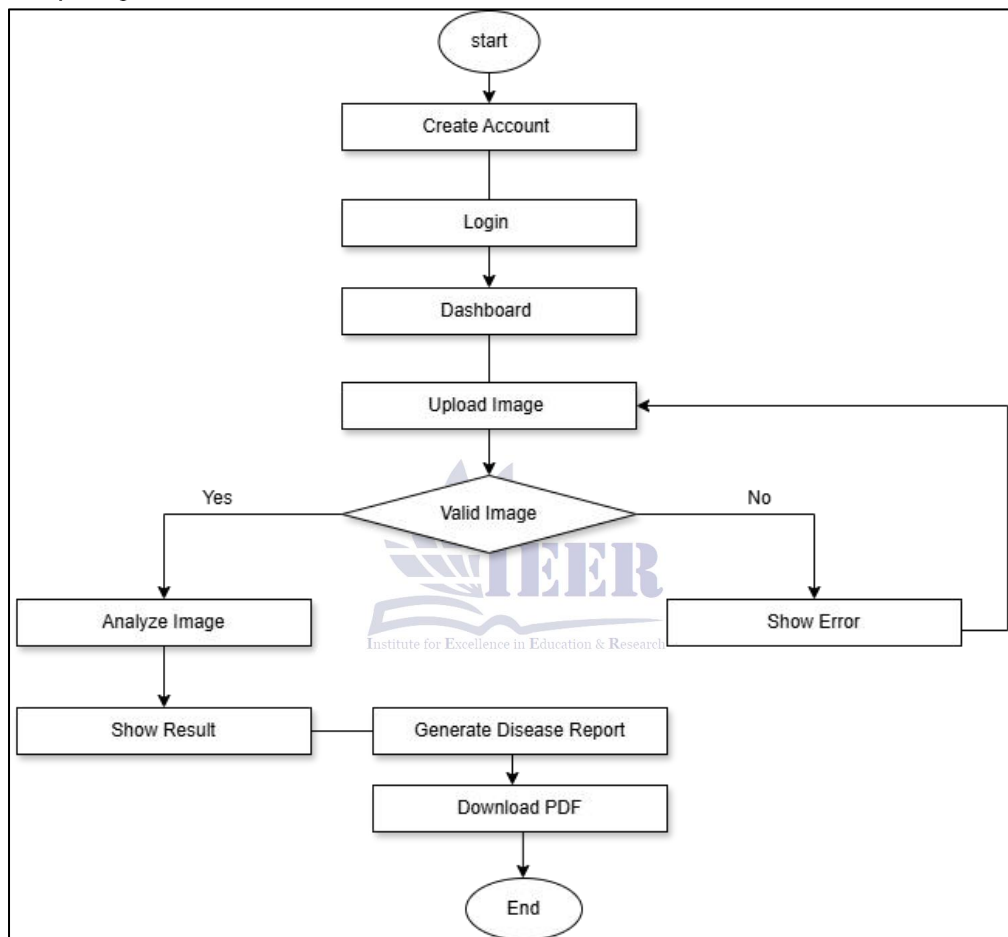 start
Create Account
Login
Dashboard
Upload Image
Yes
Valid Image
No
IEER
Institute for Excellence in Education & Research
Analyze Image
Show Error
Show Result
Generate Disease Report
Download PDF
End